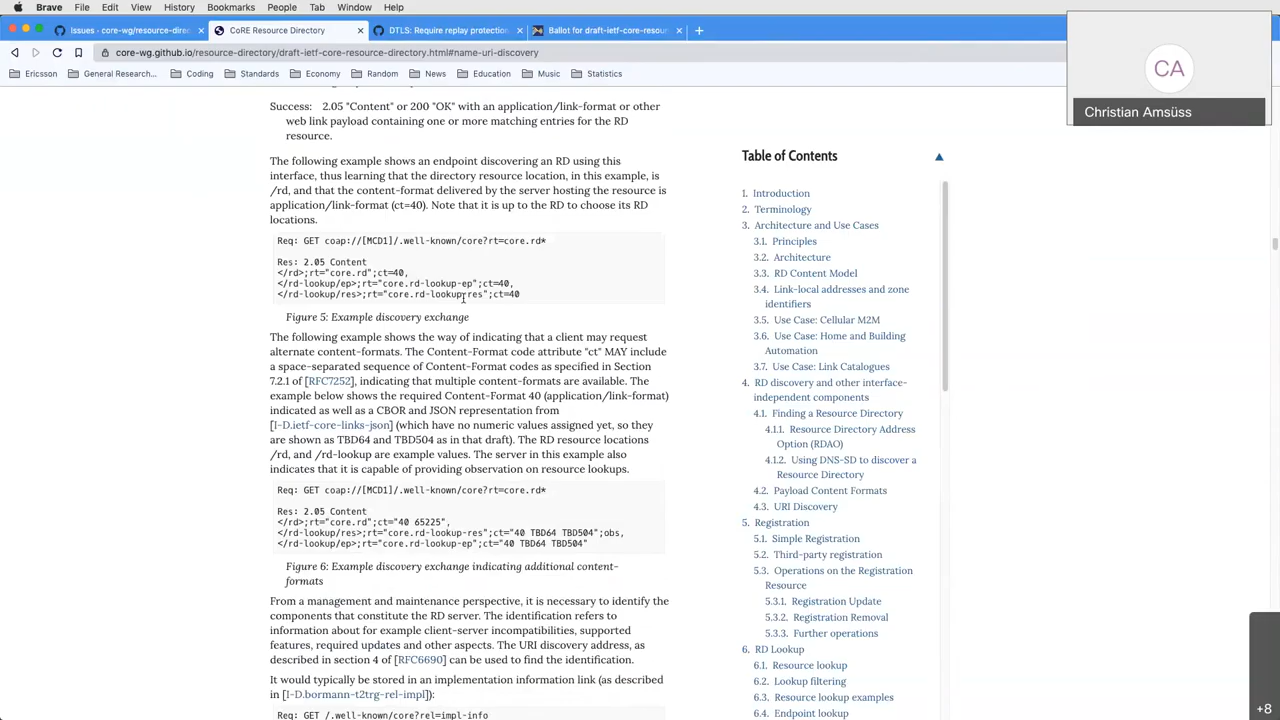 Brave File Edit View History Bookmarks People Tab Window Help
Issues · core-wg/resource-direc × CoRE Resource Directory × DTLS: Require replay protection × Ballot for draft-ietf-core-resour × +
core-wg.github.io/resource-directory/draft-ietf-core-resource-directory.html#name-uri-discovery
Ericsson General Research... Coding Standards Economy Random News Education Music Statistics
CA
Christian Amsüss
Success: 2.05 "Content" or 200 "OK" with an application/link-format or other
web link payload containing one or more matching entries for the RD
resource.
The following example shows an endpoint discovering an RD using this
interface, thus learning that the directory resource location, in this example, is
/rd, and that the content-format delivered by the server hosting the resource is
application/link-format (ct=40). Note that it is up to the RD to choose its RD
locations.
Req: GET coap://[MCD1]/.well-known/core?rt=core.rd*
Res: 2.05 Content
</rd>;rt="core.rd";ct=40,
</rd-lookup/ep>;rt="core.rd-lookup-ep";ct=40,
</rd-lookup/res>;rt="core.rd-lookup-res";ct=40
Figure 5: Example discovery exchange
The following example shows the way of indicating that a client may request
alternate content-formats. The Content-Format code attribute "ct" MAY include
a space-separated sequence of Content-Format codes as specified in Section
7.2.1 of [RFC7252], indicating that multiple content-formats are available. The
example below shows the required Content-Format 40 (application/link-format)
indicated as well as a CBOR and JSON representation from
[I-D.ietf-core-links-json] (which have no numeric values assigned yet, so they
are shown as TBD64 and TBD504 as in that draft). The RD resource locations
/rd, and /rd-lookup are example values. The server in this example also
indicates that it is capable of providing observation on resource lookups.
Req: GET coap://[MCD1]/.well-known/core?rt=core.rd*
Res: 2.05 Content
</rd>;rt="core.rd";ct="40 65225",
</rd-lookup/res>;rt="core.rd-lookup-res";ct="40 TBD64 TBD504";obs,
</rd-lookup/ep>;rt="core.rd-lookup-ep";ct="40 TBD64 TBD504"
Figure 6: Example discovery exchange indicating additional content-
formats
From a management and maintenance perspective, it is necessary to identify the
components that constitute the RD server. The identification refers to
information about for example client-server incompatibilities, supported
features, required updates and other aspects. The URI discovery address, as
described in section 4 of [RFC6690] can be used to find the identification.
It would typically be stored in an implementation information link (as described
in [I-D.bormann-t2trg-rel-impl]):
Req: GET /.well-known/core?rel=impl-info
Table of Contents
1. Introduction
2. Terminology
3. Architecture and Use Cases
3.1. Principles
3.2. Architecture
3.3. RD Content Model
3.4. Link-local addresses and zone
identifiers
3.5. Use Case: Cellular M2M
3.6. Use Case: Home and Building
Automation
3.7. Use Case: Link Catalogues
4. RD discovery and other interface-
independent components
4.1. Finding a Resource Directory
4.1.1. Resource Directory Address
Option (RDAO)
4.1.2. Using DNS-SD to discover a
Resource Directory
4.2. Payload Content Formats
4.3. URI Discovery
5. Registration
5.1. Simple Registration
5.2. Third-party registration
5.3. Operations on the Registration
Resource
5.3.1. Registration Update
5.3.2. Registration Removal
5.3.3. Further operations
6. RD Lookup
6.1. Resource lookup
6.2. Lookup filtering
6.3. Resource lookup examples
6.4. Endpoint lookup
+8